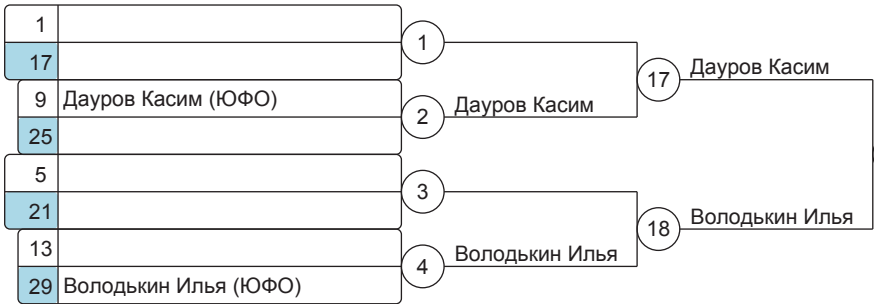 1
17
9 Дауров Касим (ЮФО)
25
5
21
13
29 Володькин Илья (ЮФО)
1
2 Дауров Касим
3
4 Володькин Илья
17 Дауров Касим
18 Володькин Илья